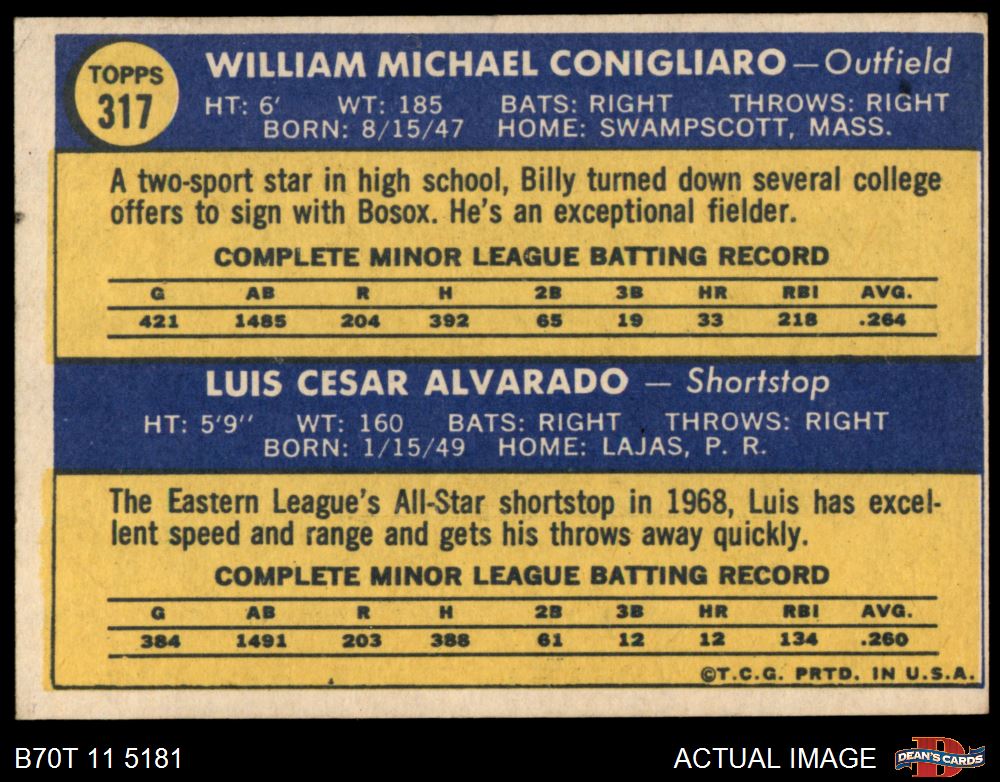 TOPPS
317
WILLIAM MICHAEL CONIGLIARO — Outfield
HT: 6' WT: 185 BATS: RIGHT THROWS: RIGHT
BORN: 8/15/47 HOME: SWAMPSCOTT, MASS.
A two-sport star in high school, Billy turned down several college
offers to sign with Bosox. He's an exceptional fielder.
COMPLETE MINOR LEAGUE BATTING RECORD
G AB R H 2B 3B HR RBI AVG.
421 1485 204 392 65 19 33 218 .264
LUIS CESAR ALVARADO — Shortstop
HT: 5'9" WT: 160 BATS: RIGHT THROWS: RIGHT
BORN: 1/15/49 HOME: LAJAS, P. R.
The Eastern League's All-Star shortstop in 1968, Luis has excel-
lent speed and range and gets his throws away quickly.
COMPLETE MINOR LEAGUE BATTING RECORD
G AB R H 2B 3B HR RBI AVG.
384 1491 203 388 61 12 12 134 .260
©T.C.G. PRTD. IN U.S.A.
B70T 11 5181
ACTUAL IMAGE
D
DEAN'S CARDS